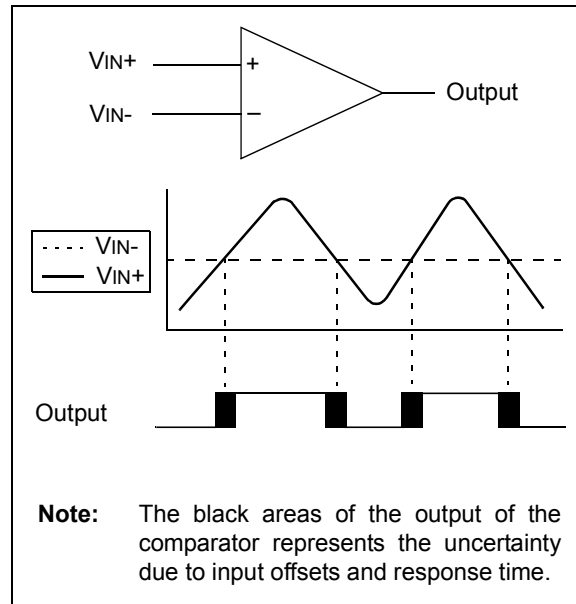 VIN+
+
Output
VIN-
–
VIN-
VIN+
Output
Note: The black areas of the output of the
comparator represents the uncertainty
due to input offsets and response time.